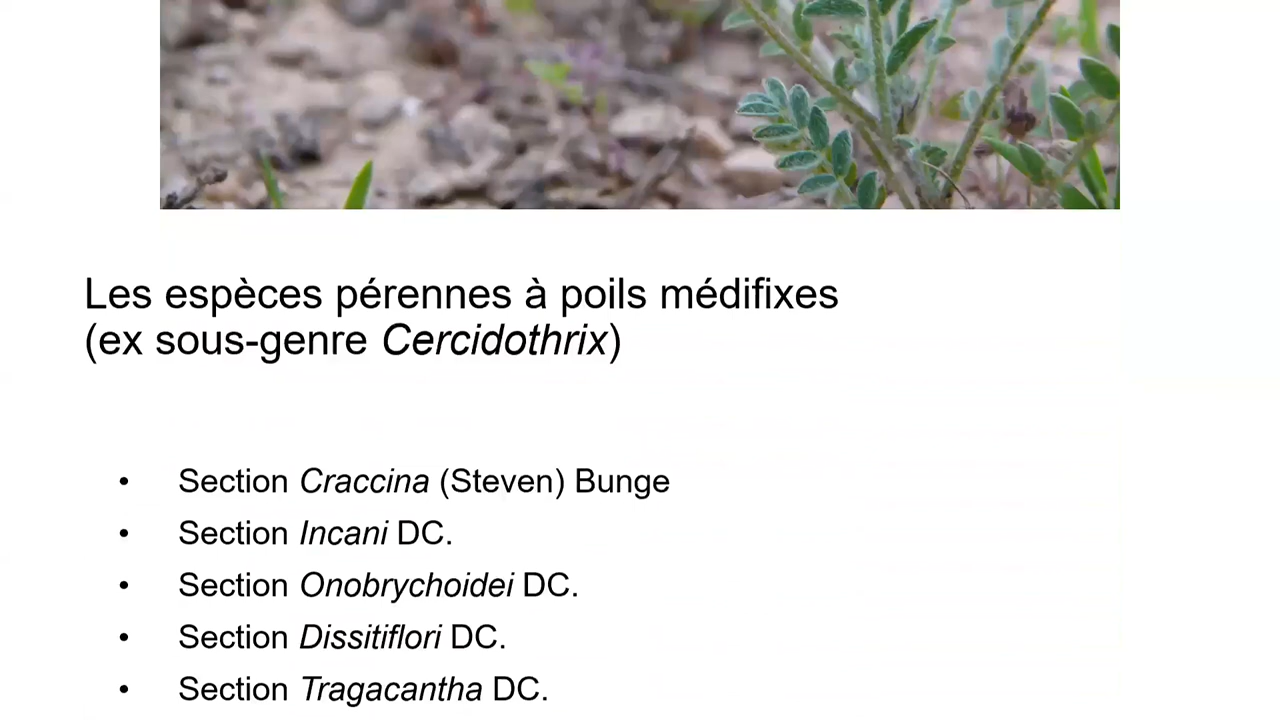 Les espèces pérennes à poils médifixes
(ex sous-genre Cercidothrix)
• Section Craccina (Steven) Bunge
• Section Incani DC.
• Section Onobrychoidei DC.
• Section Dissitiflori DC.
• Section Tragacantha DC.